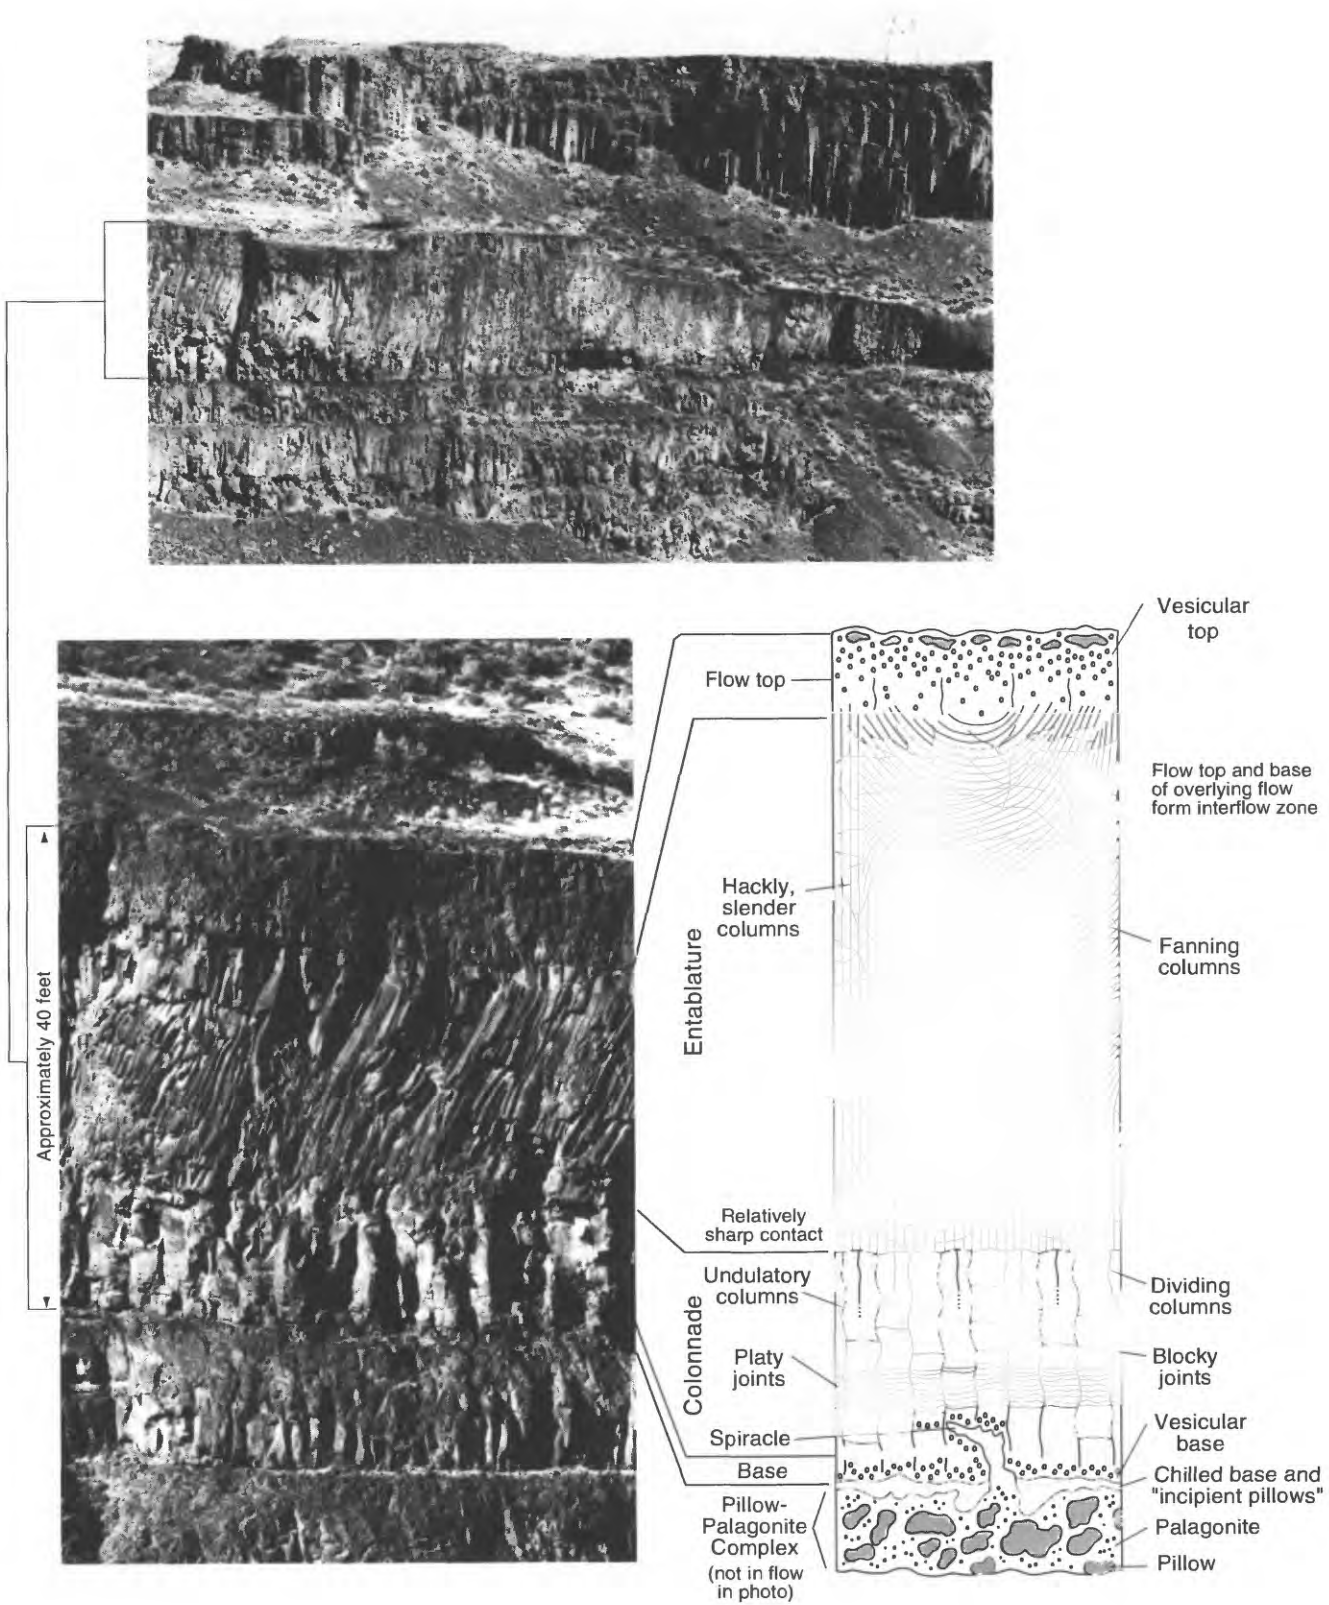 Vesicular
top
Flow top
Flow top and base
of overlying flow
form interflow zone
Hackly,
slender
columns
Fanning
columns
Entablature
Approximately 40 feet
Relatively
sharp contact
Undulatory
columns
Dividing
columns
Colonnade
Platy
joints
Blocky
joints
Spiracle
Vesicular
base
Base
Chilled base and
"incipient pillows"
Pillow-
Palagonite
Complex
(not in flow
in photo)
Palagonite
Pillow